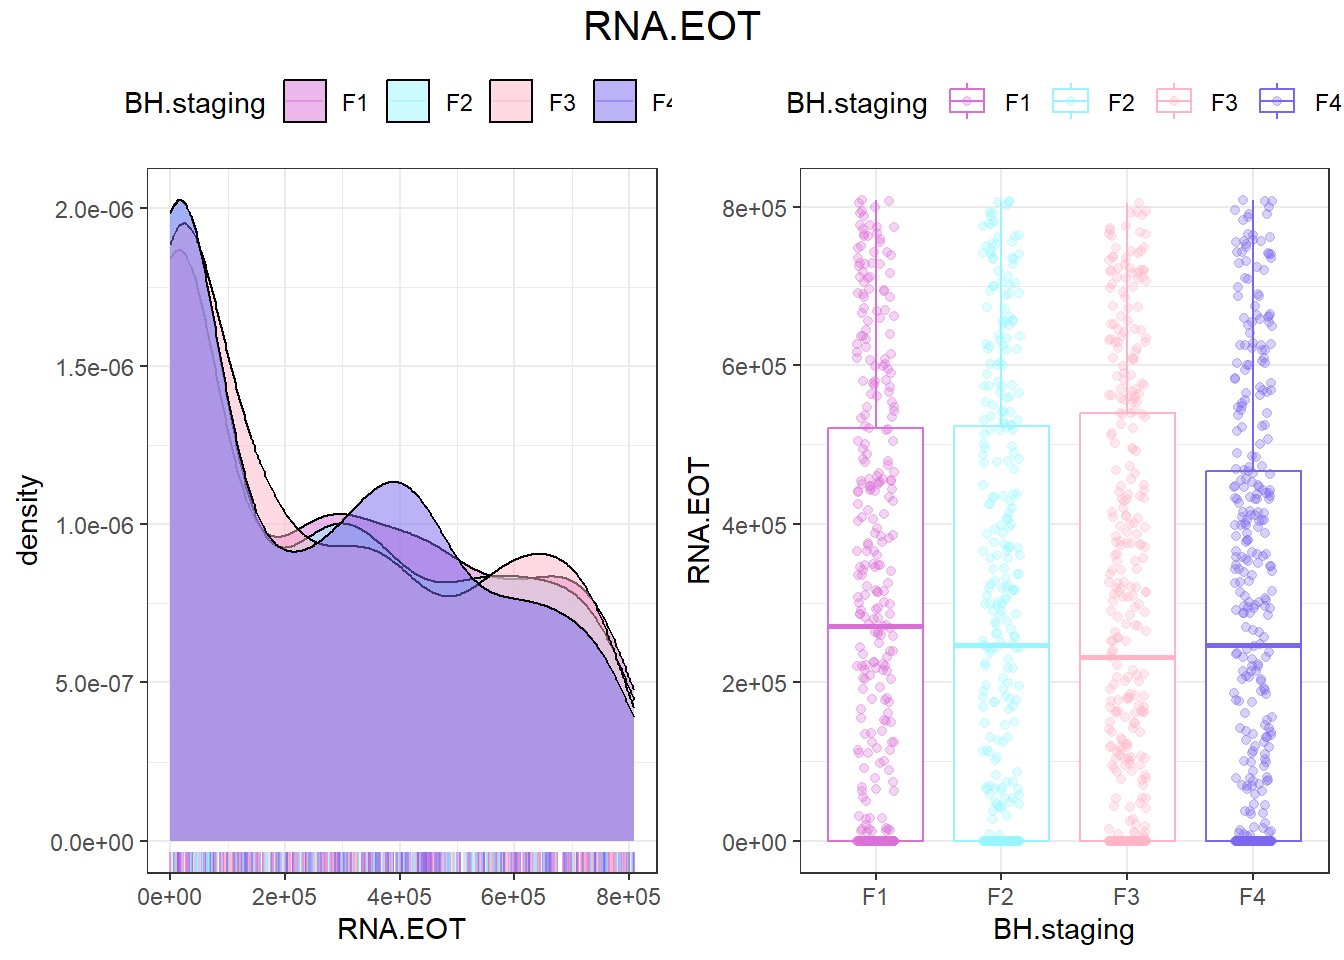 RNA.EOT
BH.staging F1 F2 F3 F4
2.0e-06
1.5e-06
1.0e-06
5.0e-07
0.0e+00
density
0e+00 2e+05 4e+05 6e+05 8e+05
RNA.EOT
BH.staging F1 F2 F3 F4
8e+05
6e+05
4e+05
2e+05
0e+00
RNA.EOT
F1 F2 F3 F4
BH.staging